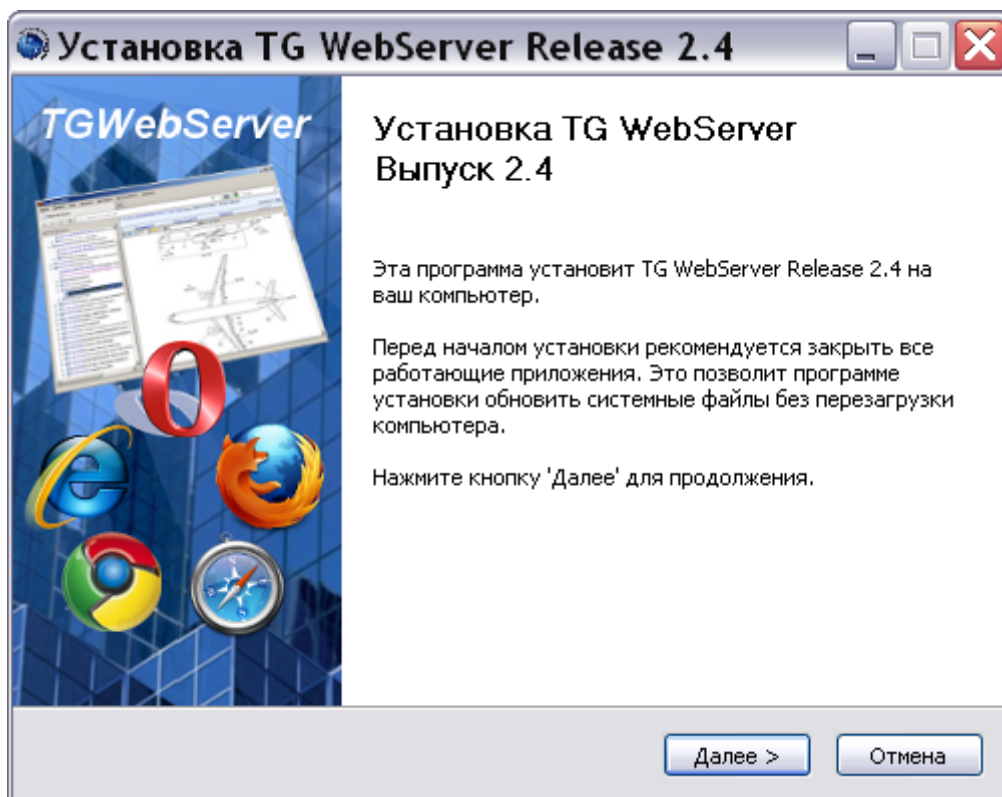 Установка TG WebServer Release 2.4
TGWebServer
Установка TG WebServer
Выпуск 2.4
Эта программа установит TG WebServer Release 2.4 на
ваш компьютер.
Перед началом установки рекомендуется закрыть все
работающие приложения. Это позволит программе
установки обновить системные файлы без перезагрузки
компьютера.
Нажмите кнопку 'Далее' для продолжения.
Далее >
Отмена